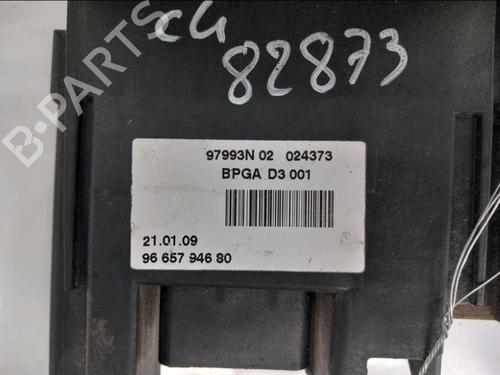 B-PARTS
C4
82873
97993N 02 024373
BPGA D3 001
21.01.09
96 657 946 80